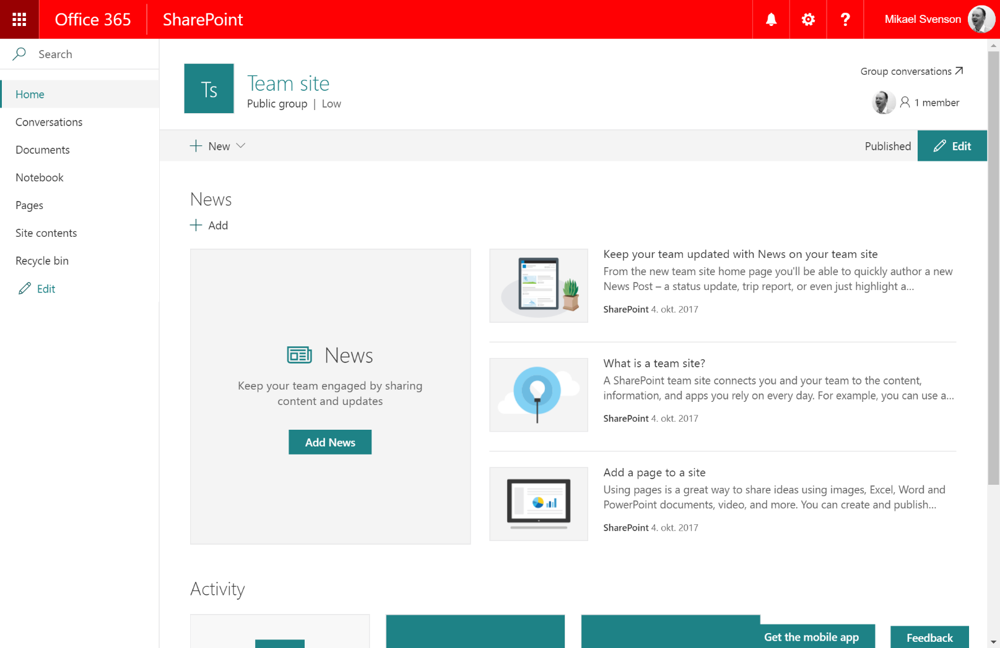 Office 365
SharePoint
?
Mikael Svenson
Search
Home
Conversations
Documents
Notebook
Pages
Site contents
Recycle bin
Edit
Ts
Team site
Public group | Low
Group conversations
1 member
New
Published
Edit
News
Add
News
Keep your team engaged by sharing
content and updates
Add News
Keep your team updated with News on your team site
From the new team site home page you'll be able to quickly author a new
News Post – a status update, trip report, or even just highlight a...
SharePoint 4. okt. 2017
What is a team site?
A SharePoint team site connects you and your team to the content,
information, and apps you rely on every day. For example, you can use a...
SharePoint 4. okt. 2017
Add a page to a site
Using pages is a great way to share ideas using images, Excel, Word and
PowerPoint documents, video, and more. You can create and publish...
SharePoint 4. okt. 2017
Activity
Get the mobile app
Feedback